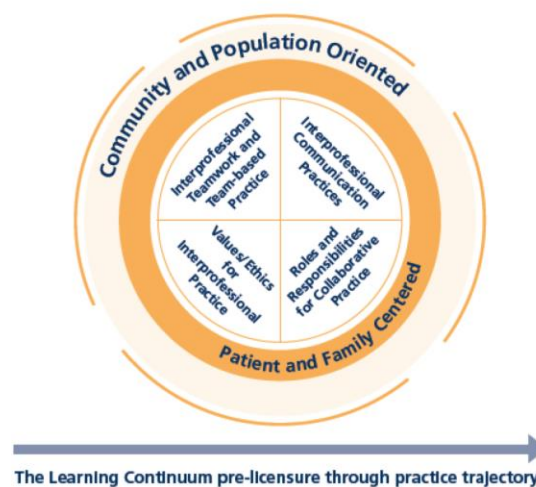 Community and Population Oriented
Interprofessional
Teamwork and
Team-based
Practice
Interprofessional
Communication
Practices
Values/Ethics
for
Interprofessional
Practice
Roles and
Responsibilities
for Collaborative
Practice
Patient and Family Centered
The Learning Continuum pre-licensure through practice trajectory